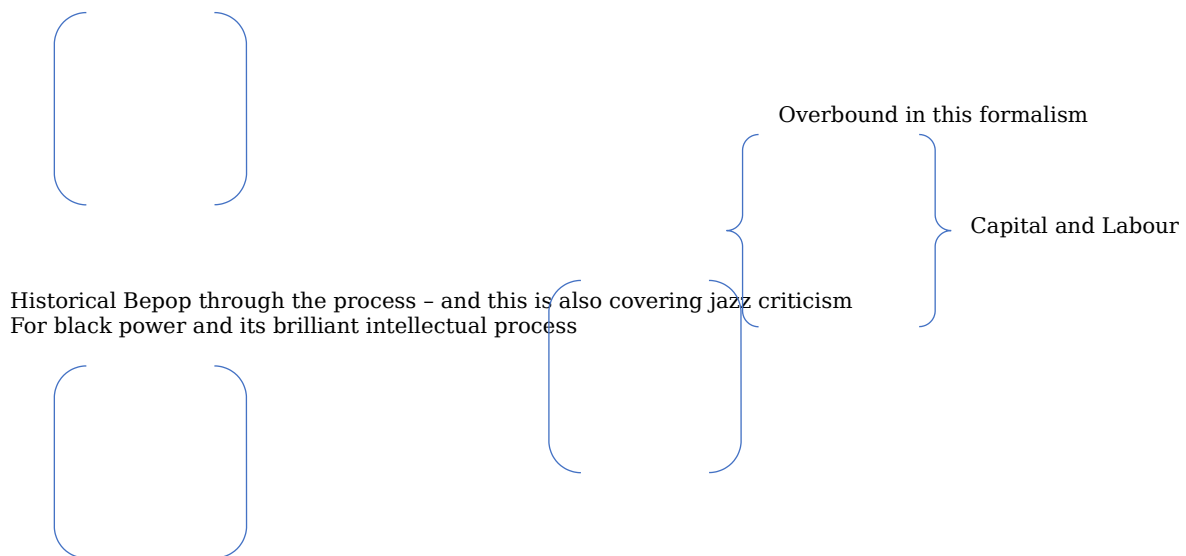 Overbound in this formalism
Capital and Labour
Historical Bepop through the process – and this is also covering jazz criticism
For black power and its brilliant intellectual process